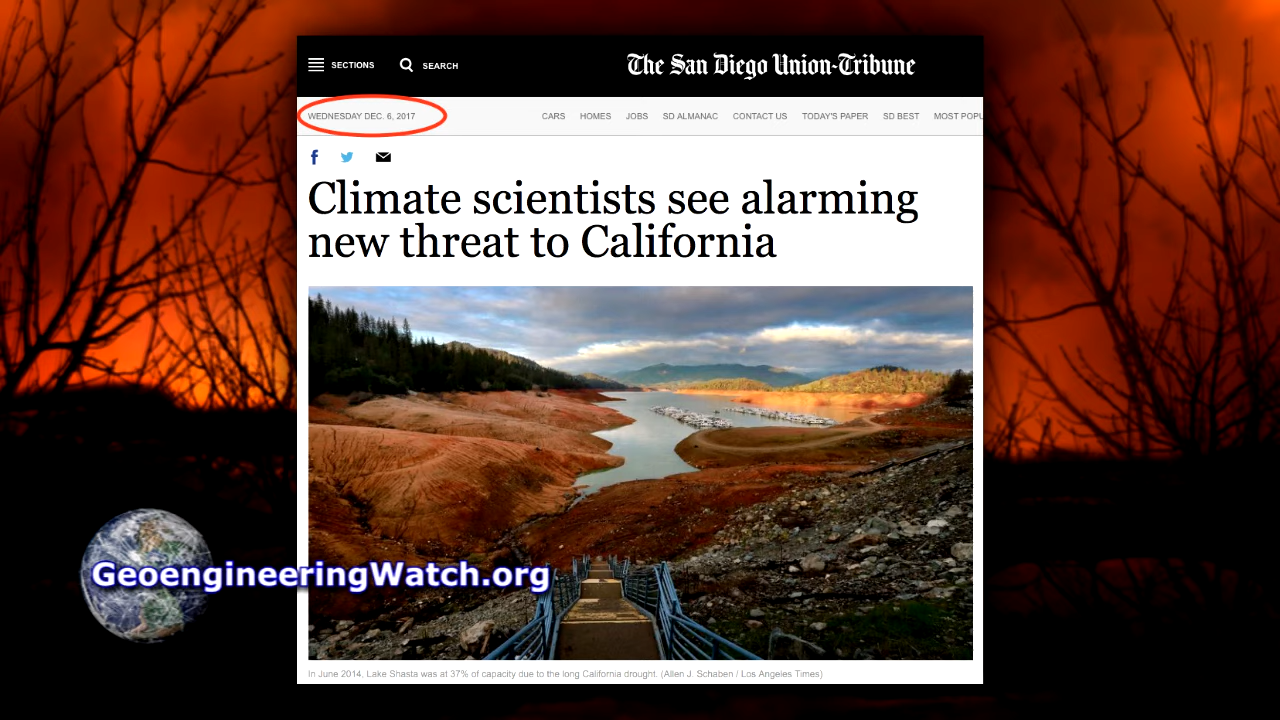 SECTIONS SEARCH The San Diego Union-Tribune
WEDNESDAY DEC. 6, 2017 CARS HOMES JOBS SD ALMANAC CONTACT US TODAY'S PAPER SD BEST MOST POPU
Climate scientists see alarming
new threat to California
GeoengineeringWatch.org
In June 2014, Lake Shasta was at 37% of capacity due to the long California drought. (Allen J. Schaben / Los Angeles Times)